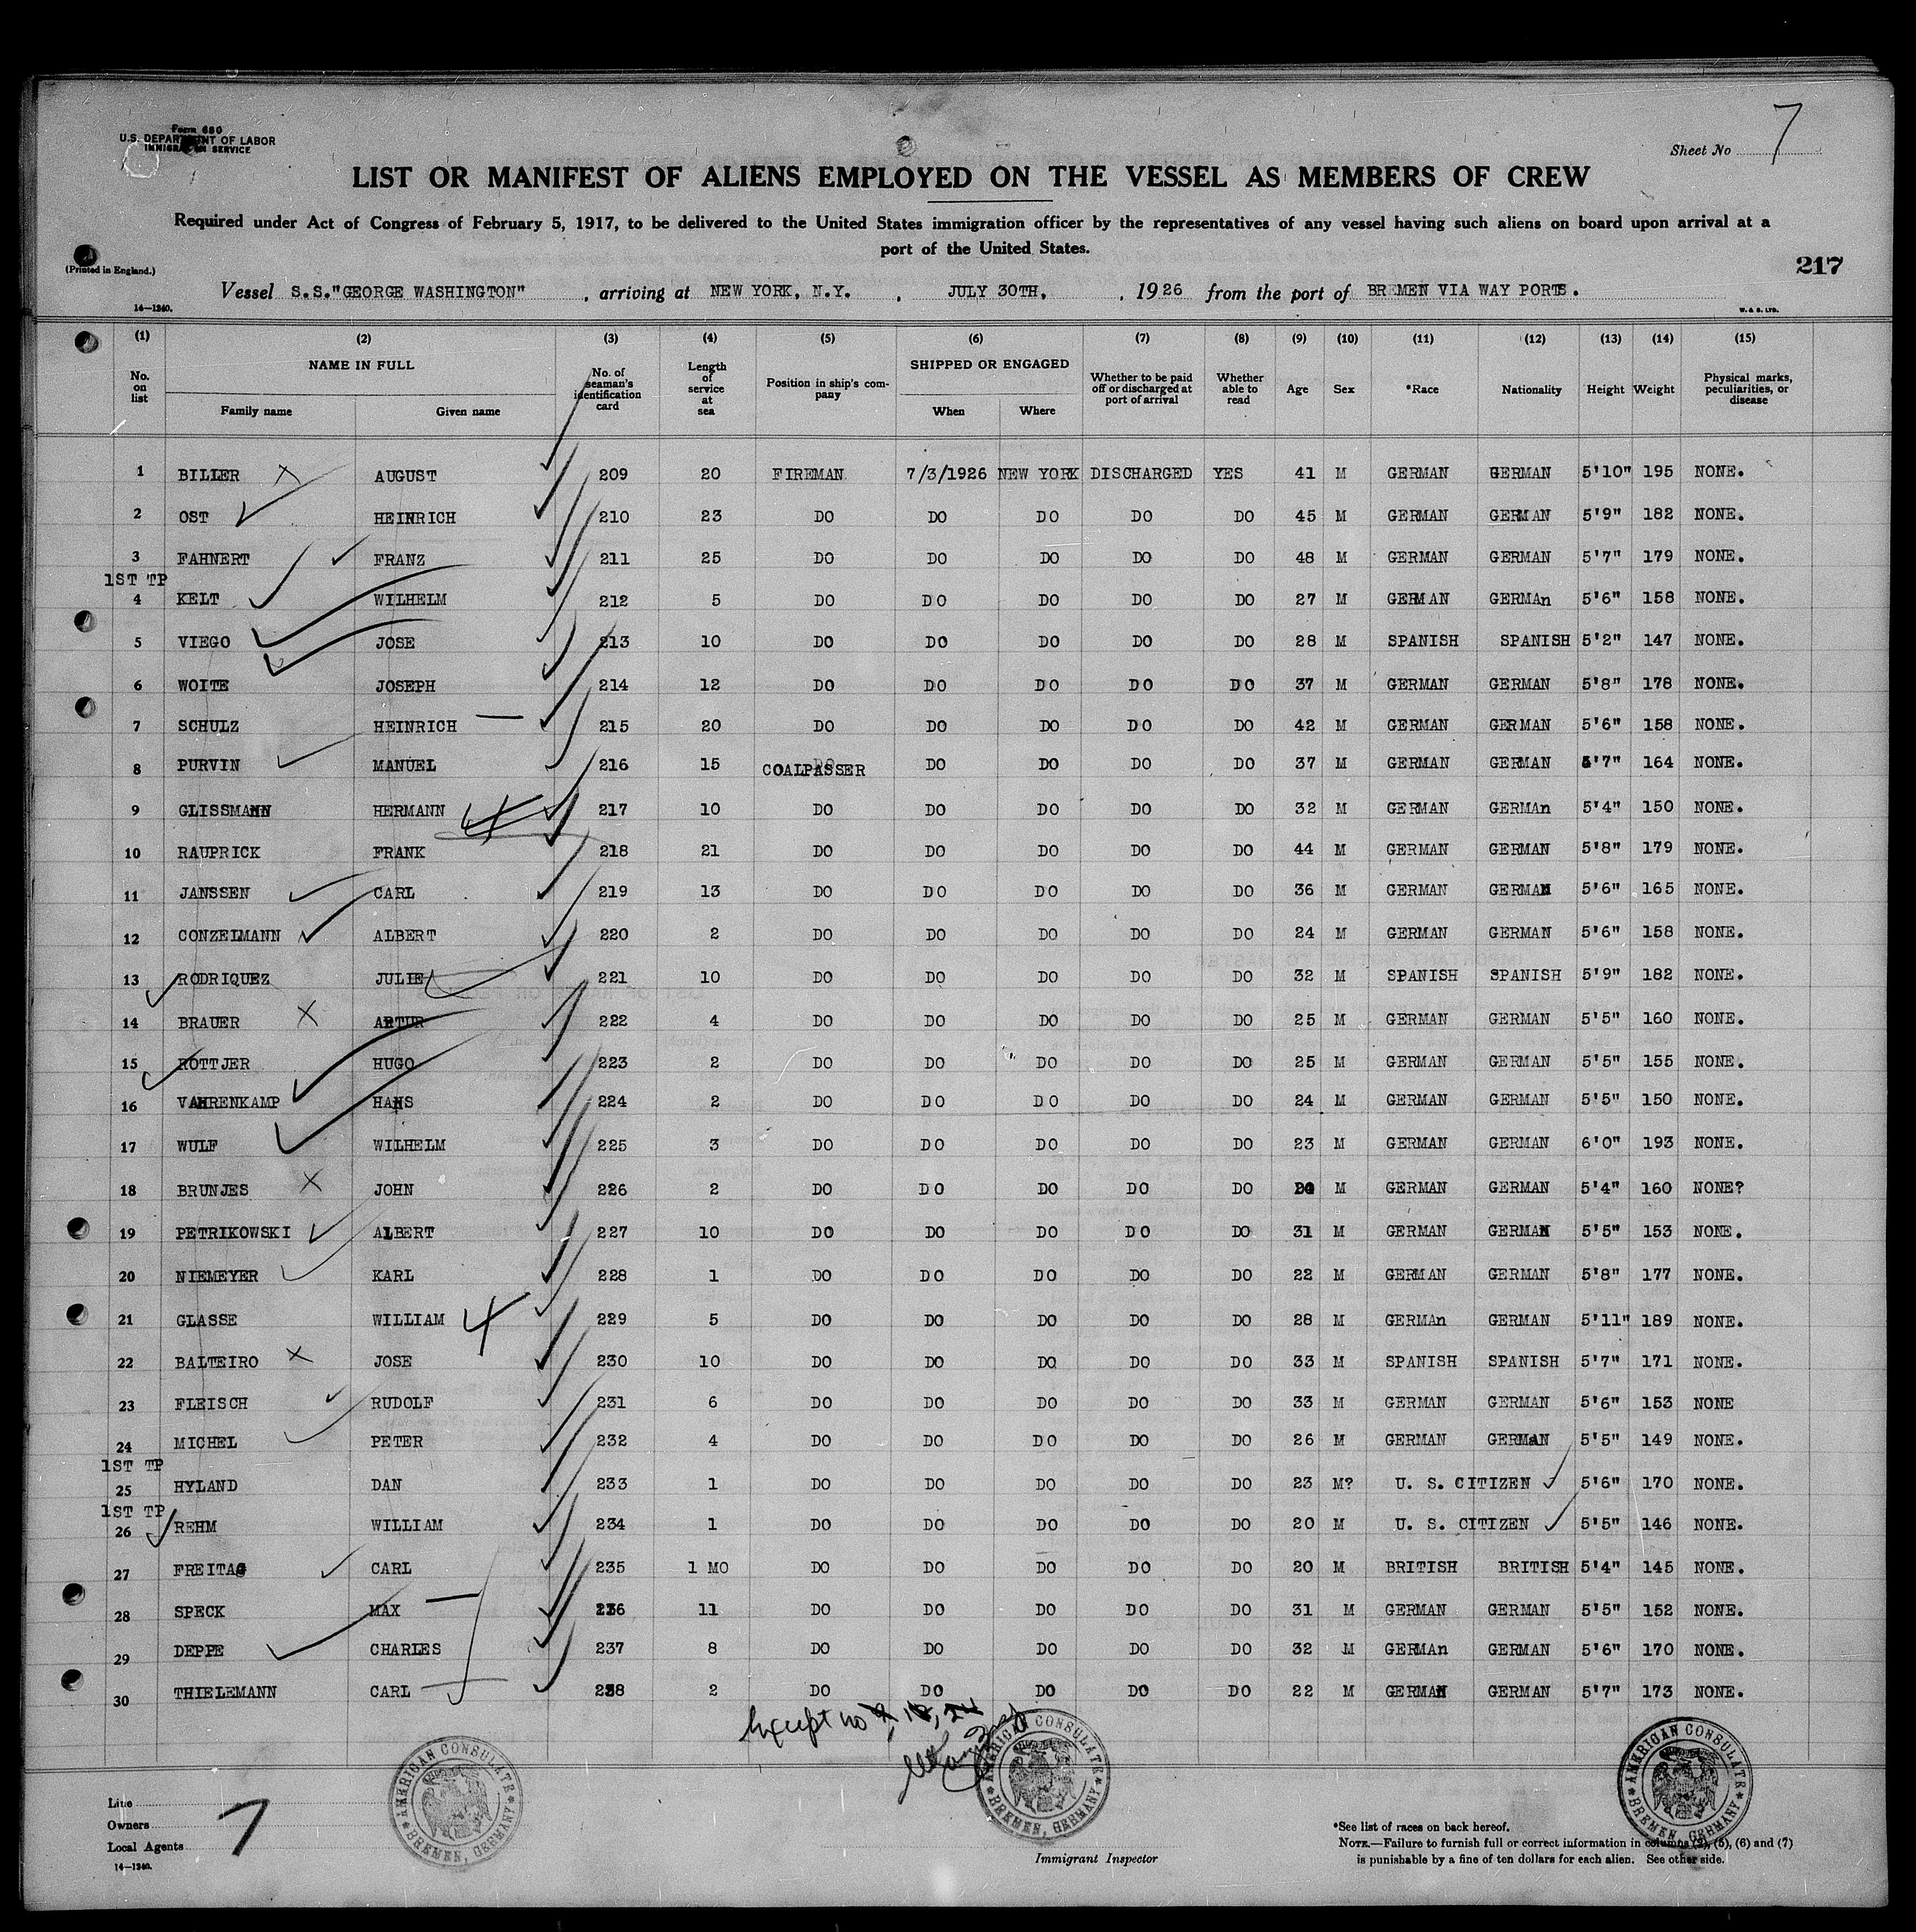 Form 680
U.S. DEPARTMENT OF LABOR
IMMIGRATION SERVICE
Sheet No 7
LIST OR MANIFEST OF ALIENS EMPLOYED ON THE VESSEL AS MEMBERS OF CREW
Required under Act of Congress of February 5, 1917, to be delivered to the United States immigration officer by the representatives of any vessel having such aliens on board upon arrival at a
port of the United States.
217
(Printed in England.)
Vessel S.S."GEORGE WASHINGTON" , arriving at NEW YORK, N.Y. , JULY 30TH, , 1926 from the port of BREMEN VIA WAY PORTS.
14—1240.
W. & S. LTD.
(1) (2) (3) (4) (5) (6) (7) (8) (9) (10) (11) (12) (13) (14) (15)
No. on list NAME IN FULL Family name Given name No. of seaman's identification card Length of service at sea Position in ship's company SHIPPED OR ENGAGED When Where Whether to be paid off or discharged at port of arrival Whether able to read Age Sex *Race Nationality Height Weight Physical marks, peculiarities, or disease
1 BILLER AUGUST 209 20 FIREMAN 7/3/1926 NEW YORK DISCHARGED YES 41 M GERMAN GERMAN 5'10" 195 NONE.
2 OST HEINRICH 210 23 DO DO DO DO DO 45 M GERMAN GERMAN 5'9" 182 NONE.
3 FAHNERT FRANZ 211 25 DO DO DO DO DO 48 M GERMAN GERMAN 5'7" 179 NONE.
1ST TP
4 KELT WILHELM 212 5 DO DO DO DO DO 27 M GERMAN GERMAn 5'6" 158 NONE.
5 VIEGO JOSE 213 10 DO DO DO DO DO 28 M SPANISH SPANISH 5'2" 147 NONE.
6 WOITE JOSEPH 214 12 DO DO DO DO DO 37 M GERMAN GERMAN 5'8" 178 NONE.
7 SCHULZ HEINRICH 215 20 DO DO DO DO DO 42 M GERMAN GERMAN 5'6" 158 NONE.
8 PURVIN MANUEL 216 15 COALPASSER DO DO DO DO 37 M GERMAN GERMAN 5'7" 164 NONE.
9 GLISSMANN HERMANN 217 10 DO DO DO DO DO 32 M GERMAN GERMAn 5'4" 150 NONE.
10 RAUPRICK FRANK 218 21 DO DO DO DO DO 44 M GERMAN GERMAN 5'8" 179 NONE.
11 JANSSEN CARL 219 13 DO DO DO DO DO 36 M GERMAN GERMAN 5'6" 165 NONE.
12 CONZELMANN ALBERT 220 2 DO DO DO DO DO 24 M GERMAN GERMAN 5'6" 158 NONE.
13 RODRIQUEZ JULIE 221 10 DO DO DO DO DO 32 M SPANISH SPANISH 5'9" 182 NONE.
14 BRAUER ARTUR 222 4 DO DO DO DO DO 25 M GERMAN GERMAN 5'5" 160 NONE.
15 ROTTJER HUGO 223 2 DO DO DO DO DO 25 M GERMAN GERMAN 5'5" 155 NONE.
16 VAHRENKAMP HANS 224 2 DO DO DO DO DO 24 M GERMAN GERMAN 5'5" 150 NONE.
17 WULF WILHELM 225 3 DO DO DO DO DO 23 M GERMAN GERMAN 6'0" 193 NONE.
18 BRUNJES JOHN 226 2 DO DO DO DO DO M GERMAN GERMAN 5'4" 160 NONE?
19 PETRIKOWSKI ALBERT 227 10 DO DO DO DO DO 31 M GERMAN GERMAN 5'5" 153 NONE.
20 NIEMEYER KARL 228 1 DO DO DO DO DO 22 M GERMAN GERMAN 5'8" 177 NONE.
21 GLASSE WILLIAM 229 5 DO DO DO DO DO 28 M GERMAn GERMAN 5'11" 189 NONE.
22 BALTEIRO JOSE 230 10 DO DO DO DO DO 33 M SPANISH SPANISH 5'7" 171 NONE.
23 FLEISCH RUDOLF 231 6 DO DO DO DO DO 33 M GERMAN GERMAN 5'6" 153 NONE
24 MICHEL PETER 232 4 DO DO DO DO DO 26 M GERMAN GERMAN 5'5" 149 NONE.
1ST TP
25 HYLAND DAN 233 1 DO DO DO DO DO 23 M? U. S. CITIZEN 5'6" 170 NONE.
1ST TP
26 REHM WILLIAM 234 1 DO DO DO DO DO 20 M U. S. CITIZEN 5'5" 146 NONE.
27 FREITAG CARL 235 1 MO DO DO DO DO DO 20 M BRITISH BRITISH 5'4" 145 NONE.
28 SPECK MAX 236 11 DO DO DO DO DO 31 M GERMAN GERMAN 5'5" 152 NONE.
29 DEPPE CHARLES 237 8 DO DO DO DO DO 32 M GERMAn GERMAN 5'6" 170 NONE.
30 THIELEMANN CARL 238 2 DO DO DO DO DO 22 M GERMAN GERMAN 5'7" 173 NONE.
Except no
AMERICAN CONSULATE BREMEN, GERMANY
AMERICAN CONSULATE BREMEN, GERMANY
AMERICAN CONSULATE BREMEN, GERMANY
Line
Owners
Local Agents
7
14—1240.
Immigrant Inspector
*See list of races on back hereof.
NOTE.—Failure to furnish full or correct information in columns (2), (5), (6) and (7)
is punishable by a fine of ten dollars for each alien. See other side.